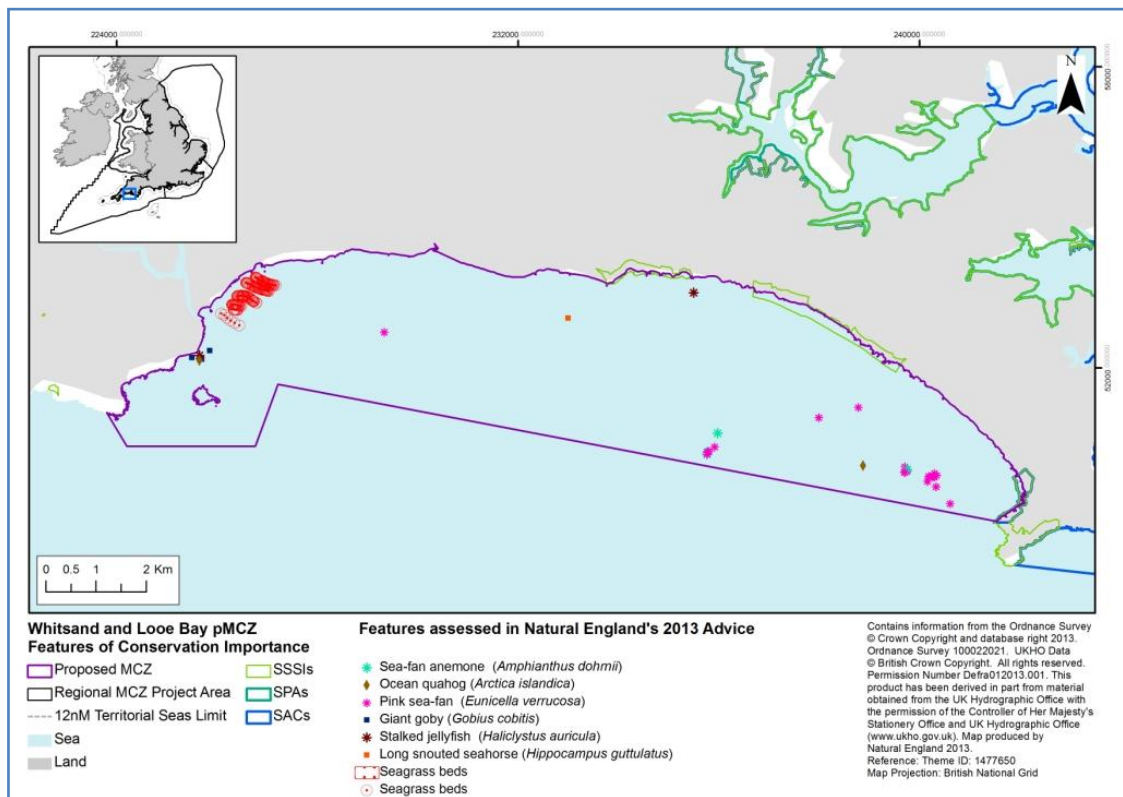 224000.000000
232000.000000
240000.000000
N
58000.000000
52000.000000
0 0.5 1 2 Km
Whitsand and Looe Bay pMCZ
Features of Conservation Importance
Proposed MCZ
Regional MCZ Project Area
12nM Territorial Seas Limit
Sea
Land
SSSIs
SPAs
SACs
Features assessed in Natural England's 2013 Advice
Sea-fan anemone (Amphianthus dohrnii)
Ocean quahog (Arctica islandica)
Pink sea-fan (Eunicella verrucosa)
Giant goby (Gobius cobitis)
Stalked jellyfish (Haliclystus auricula)
Long snouted seahorse (Hippocampus guttulatus)
Seagrass beds
Seagrass beds
Contains information from the Ordnance Survey
© Crown Copyright and database right 2013.
Ordnance Survey 100022021. UKHO Data
© British Crown Copyright. All rights reserved.
Permission Number Defra012013.001. This
product has been derived in part from material
obtained from the UK Hydrographic Office with
the permission of the Controller of Her Majesty's
Stationery Office and UK Hydrographic Office
(www.ukho.gov.uk). Map produced by
Natural England 2013.
Reference: Theme ID: 1477650
Map Projection: British National Grid